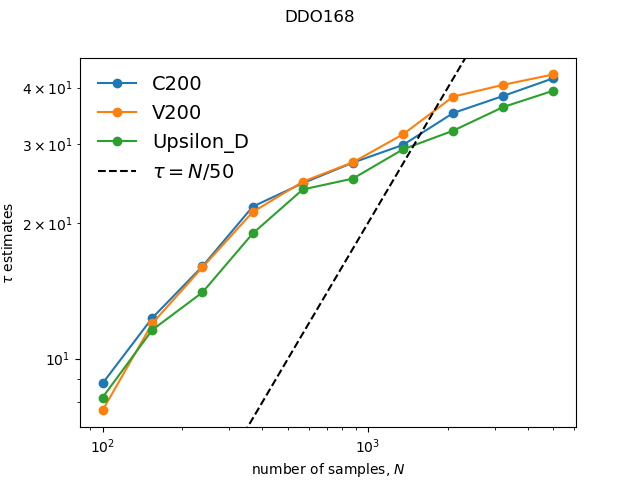 DDO168
C200
V200
Upsilon_D
τ = N/50
4 × 10¹
3 × 10¹
2 × 10¹
10¹
τ estimates
10² 10³
number of samples, N